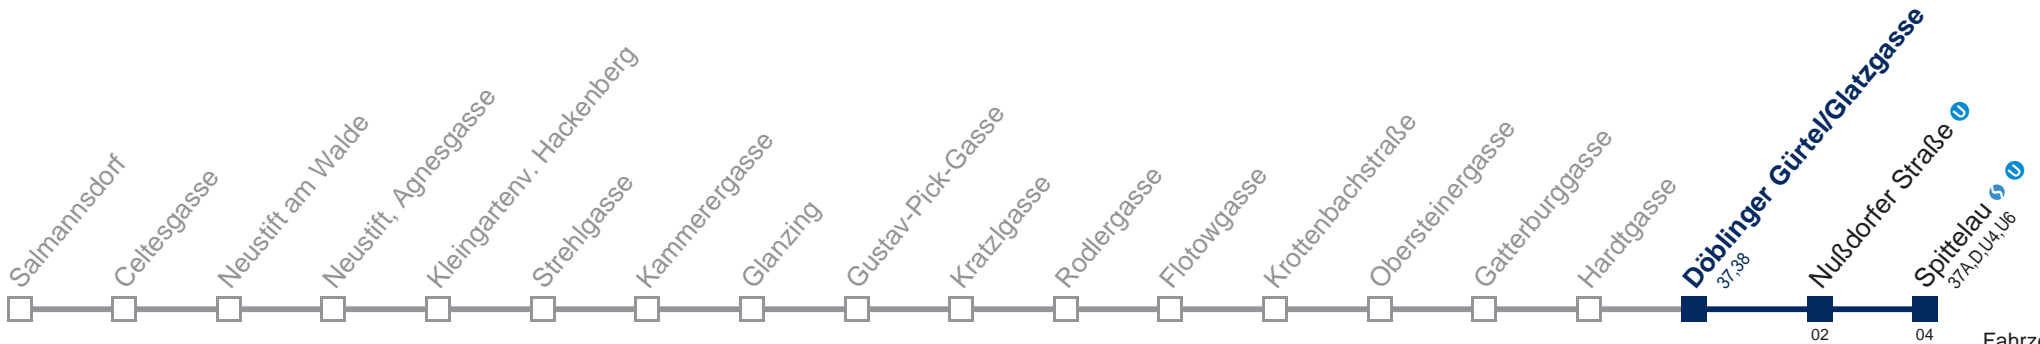 Salmannsdorf
Celtesgasse
Neustift am Walde
Neustift, Agnesgasse
Kleingartenv. Hackenberg
Strehlgasse
Kammerergasse
Glanzing
Gustav-Pick-Gasse
Kratzlgasse
Rodlergasse
Flotowgasse
Krottenbachstraße
Obersteinergasse
Gatterburggasse
Hardtgasse
Döblinger Gürtel/Glatzgasse
37,38
Nußdorfer Straße U
02
Spittelau S U
37A,D,U4,U6
04